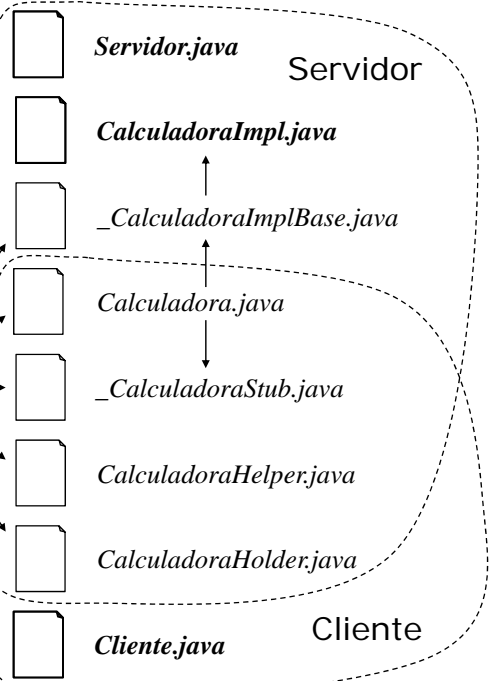 Servidor.java
Servidor
CalculadoraImpl.java
_CalculadoraImplBase.java
Calculadora.java
_CalculadoraStub.java
CalculadoraHelper.java
CalculadoraHolder.java
Cliente.java
Cliente